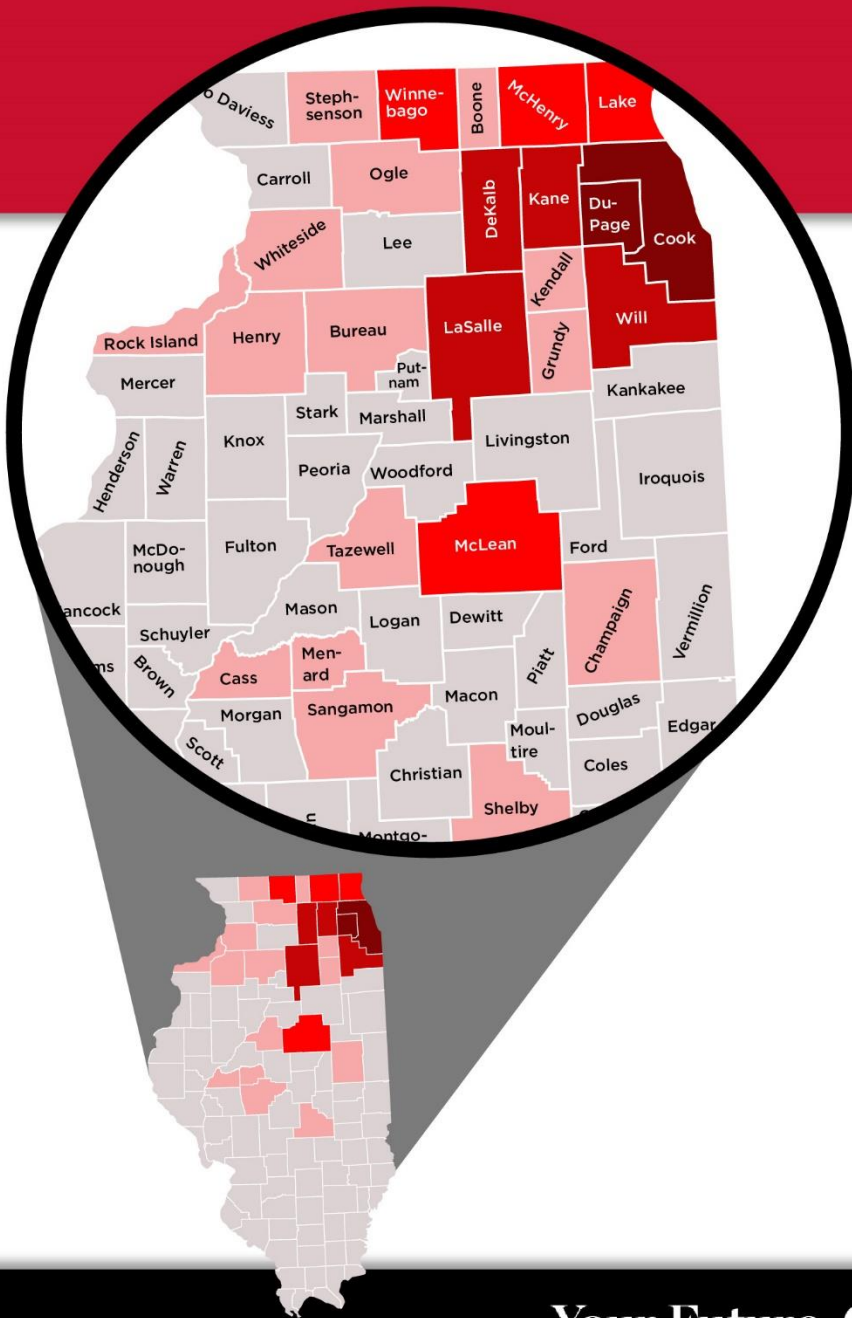 o Daviess
Steph-
senson
Winne-
bago
Boone
McHenry
Lake
Carroll
Ogle
DeKalb
Kane
Du-
Page
Cook
Whiteside
Lee
Kendall
Rock Island
Henry
Bureau
LaSalle
Grundy
Will
Mercer
Put-
nam
Kankakee
Stark
Marshall
Henderson
Warren
Knox
Peoria
Woodford
Livingston
Iroquois
McDo-
nough
Fulton
Tazewell
McLean
Ford
ancock
Mason
Logan
Dewitt
Piatt
Champaign
Vermillion
Schuyler
ms
Brown
Cass
Men-
ard
Morgan
Sangamon
Macon
Moul-
tire
Douglas
Edgar
Scott
Christian
Coles
Shelby
n
Montgo-
Your Future.